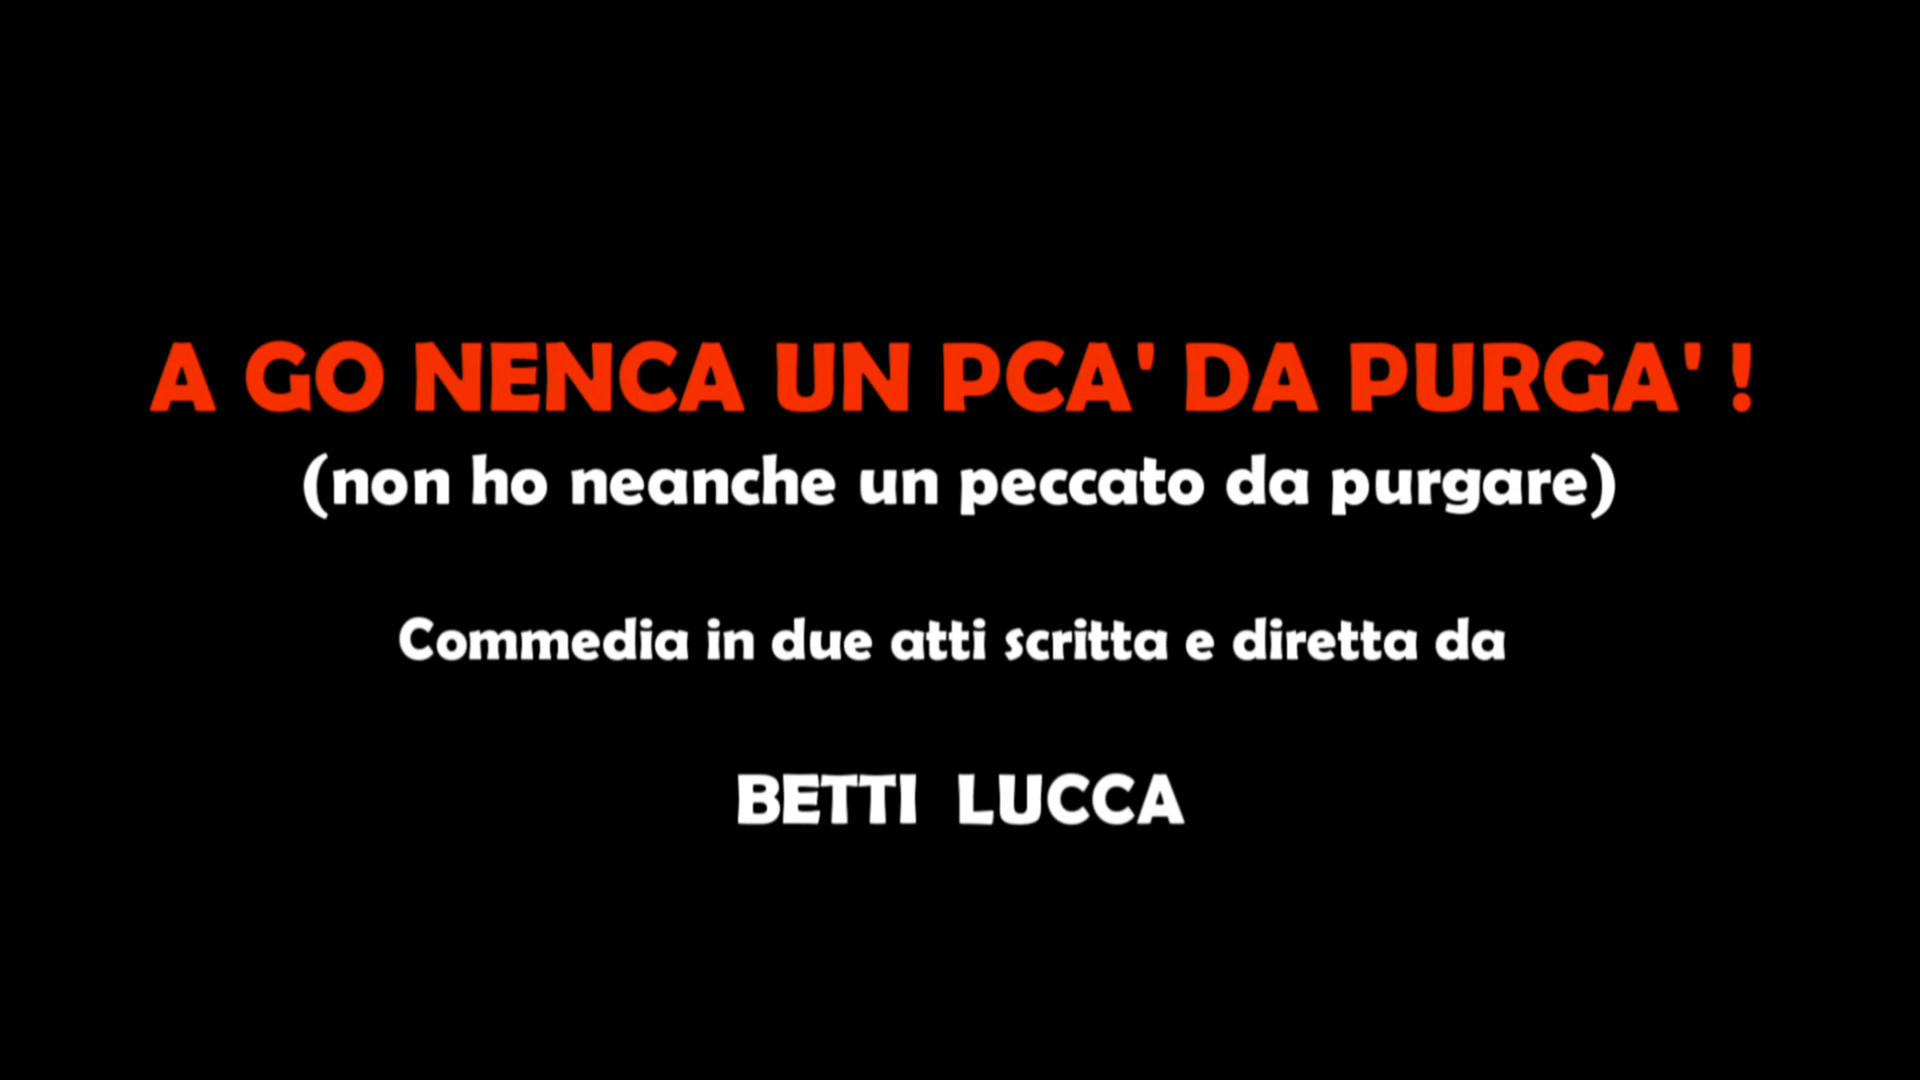 A GO NENCA UN PCA' DA PURGA' !
(non ho neanche un peccato da purgare)
Commedia in due atti scritta e diretta da
BETTI LUCCA